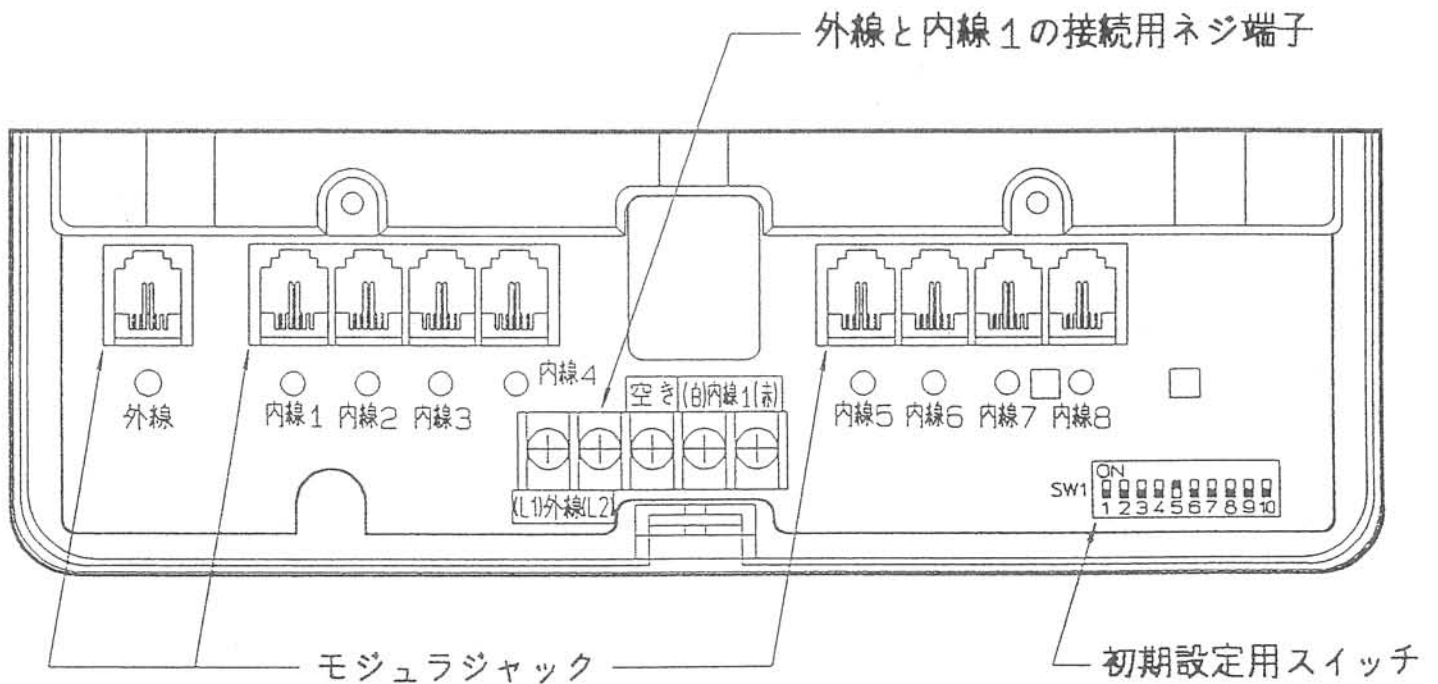 外線と内線1の接続用ネジ端子
外線
内線1
内線2
内線3
内線4
空き
(白)内線1(赤)
(L1)外線(L2)
内線5
内線6
内線7
内線8
SW1
ON
1 2 3 4 5 6 7 8 9 10
モジュラジャック
初期設定用スイッチ